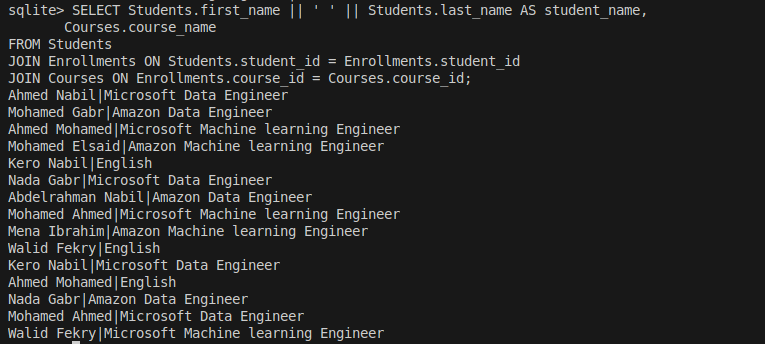 sqlite> SELECT Students.first_name || ' ' || Students.last_name AS student_name,
       Courses.course_name
FROM Students
JOIN Enrollments ON Students.student_id = Enrollments.student_id
JOIN Courses ON Enrollments.course_id = Courses.course_id;
Ahmed Nabil|Microsoft Data Engineer
Mohamed Gabr|Amazon Data Engineer
Ahmed Mohamed|Microsoft Machine learning Engineer
Mohamed Elsaid|Amazon Machine learning Engineer
Kero Nabil|English
Nada Gabr|Microsoft Data Engineer
Abdelrahman Nabil|Amazon Data Engineer
Mohamed Ahmed|Microsoft Machine learning Engineer
Mena Ibrahim|Amazon Machine learning Engineer
Walid Fekry|English
Kero Nabil|Microsoft Data Engineer
Ahmed Mohamed|English
Nada Gabr|Amazon Data Engineer
Mohamed Ahmed|Microsoft Data Engineer
Walid Fekry|Microsoft Machine learning Engineer